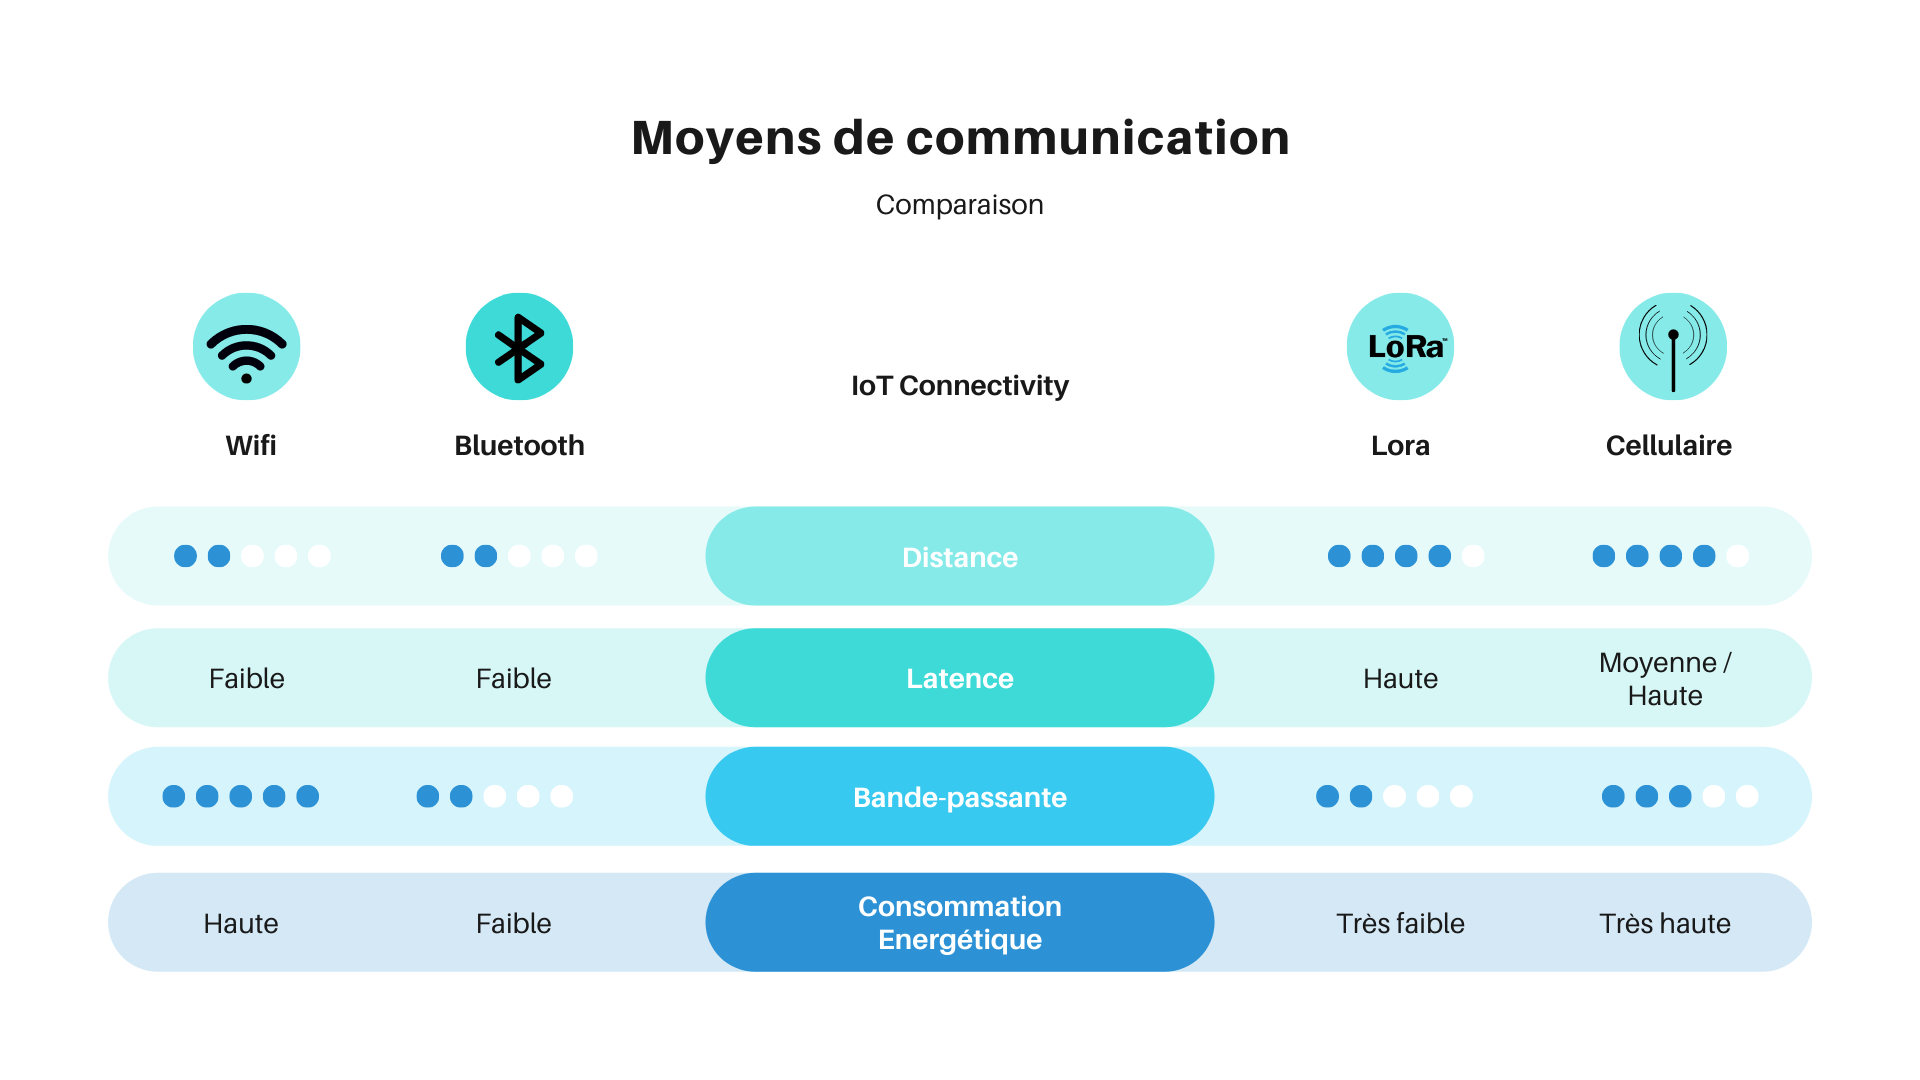 Moyens de communication
Comparaison
LoRa™
IoT Connectivity
Wifi
Bluetooth
Lora
Cellulaire
Distance
Faible
Faible
Latence
Haute
Moyenne /
Haute
Bande-passante
Haute
Faible
Consommation
Energétique
Très faible
Très haute